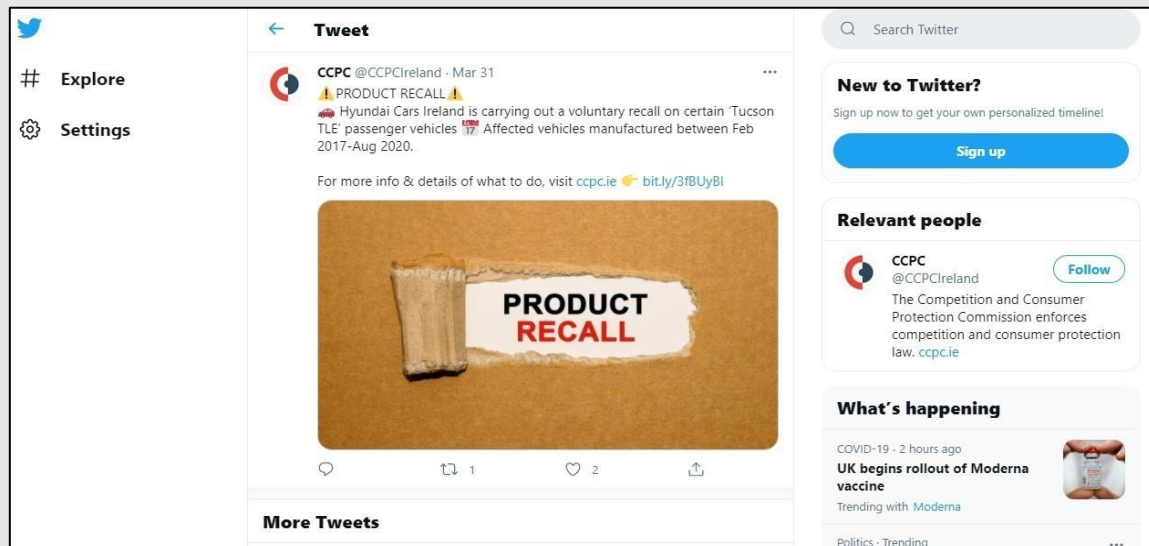 Explore
Settings
Tweet
CCPC @CCPCIreland · Mar 31
⚠️PRODUCT RECALL⚠️
🚗 Hyundai Cars Ireland is carrying out a voluntary recall on certain 'Tucson
TLE' passenger vehicles 📅 Affected vehicles manufactured between Feb
2017-Aug 2020.
For more info & details of what to do, visit ccpc.ie 👉 bit.ly/3fBUyBI
PRODUCT
RECALL
1
2
More Tweets
Search Twitter
New to Twitter?
Sign up now to get your own personalized timeline!
Sign up
Relevant people
CCPC
@CCPCIreland
Follow
The Competition and Consumer
Protection Commission enforces
competition and consumer protection
law. ccpc.ie
What's happening
COVID-19 · 2 hours ago
UK begins rollout of Moderna
vaccine
Trending with Moderna
Politics · Trending